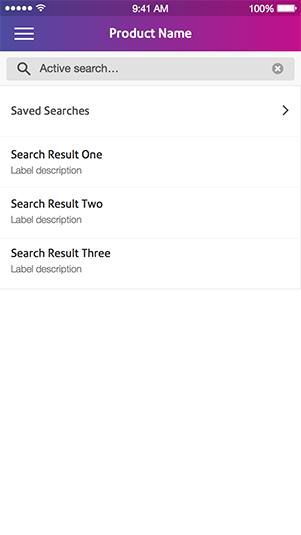 9:41 AM
100%
Product Name
Active search...
Saved Searches
Search Result One
Label description
Search Result Two
Label description
Search Result Three
Label description